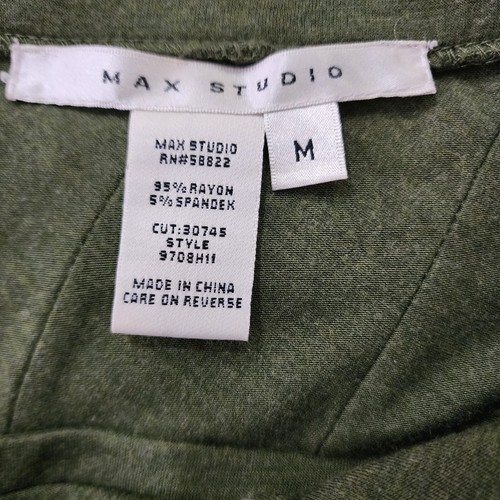 MAX STUDIO
M
MAX STUDIO
RN#58822
95% RAYON
5% SPANDEX
CUT:30745
STYLE
9708H11
MADE IN CHINA
CARE ON REVERSE